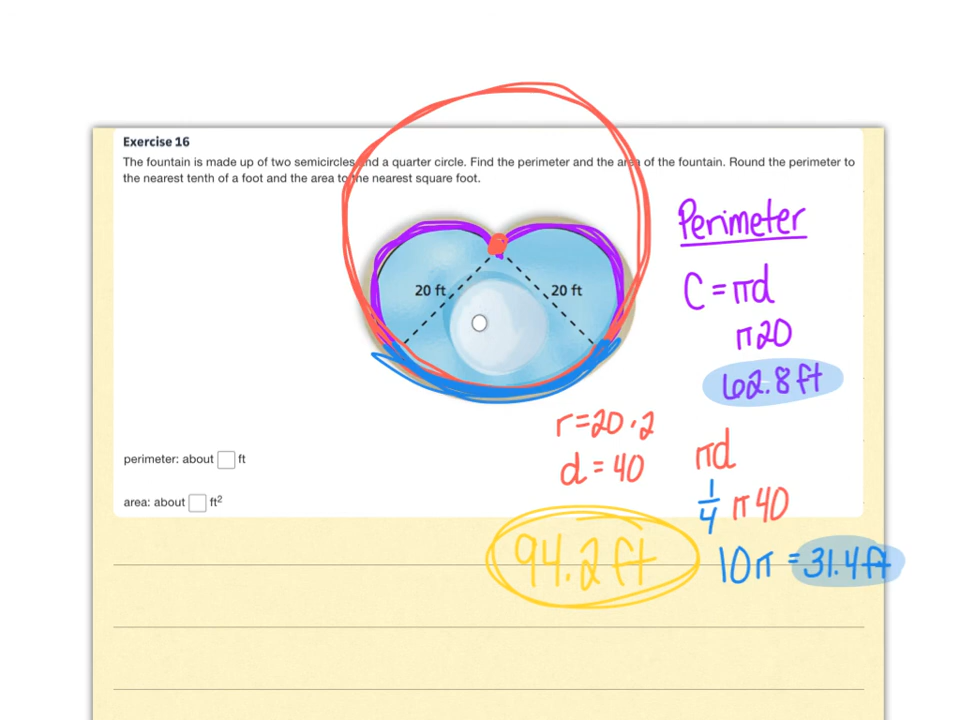 Exercise 16
The fountain is made up of two semicircles and a quarter circle. Find the perimeter and the area of the fountain. Round the perimeter to
the nearest tenth of a foot and the area to the nearest square foot.
20 ft
20 ft
Perimeter
C = πd
π20
62.8 ft
r = 20 · 2
d = 40
πd
1/4 π40
10π = 31.4 ft
94.2 ft
perimeter: about ft
area: about ft²